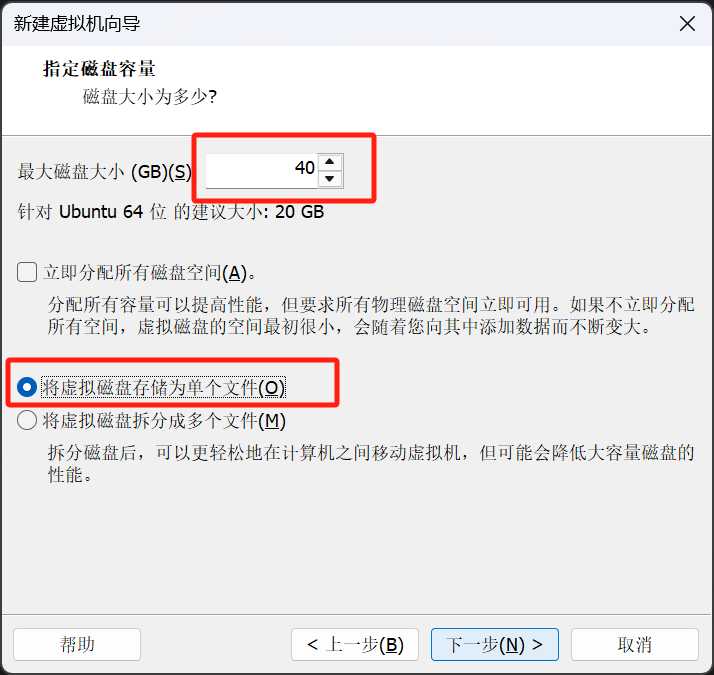 新建虚拟机向导
指定磁盘容量
磁盘大小为多少?
最大磁盘大小 (GB)(S)
40
针对 Ubuntu 64 位 的建议大小: 20 GB
立即分配所有磁盘空间(A)。
分配所有容量可以提高性能，但要求所有物理磁盘空间立即可用。如果不立即分配
所有空间，虚拟磁盘的空间最初很小，会随着您向其中添加数据而不断变大。
将虚拟磁盘存储为单个文件(O)
将虚拟磁盘拆分成多个文件(M)
拆分磁盘后，可以更轻松地在计算机之间移动虚拟机，但可能会降低大容量磁盘的
性能。
帮助
< 上一步(B)
下一步(N) >
取消